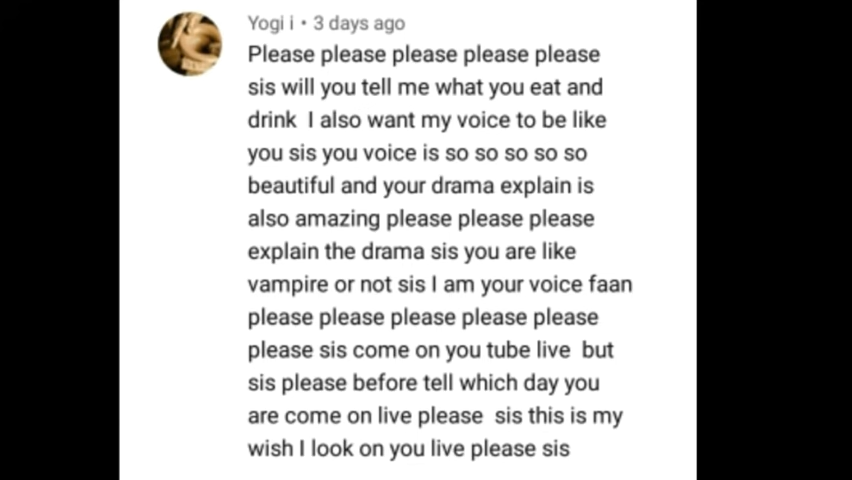 Yogi i • 3 days ago
Please please please please please
sis will you tell me what you eat and
drink  I also want my voice to be like
you sis you voice is so so so so so
beautiful and your drama explain is
also amazing please please please
explain the drama sis you are like
vampire or not sis I am your voice faan
please please please please please
please sis come on you tube live  but
sis please before tell which day you
are come on live please  sis this is my
wish I look on you live please sis